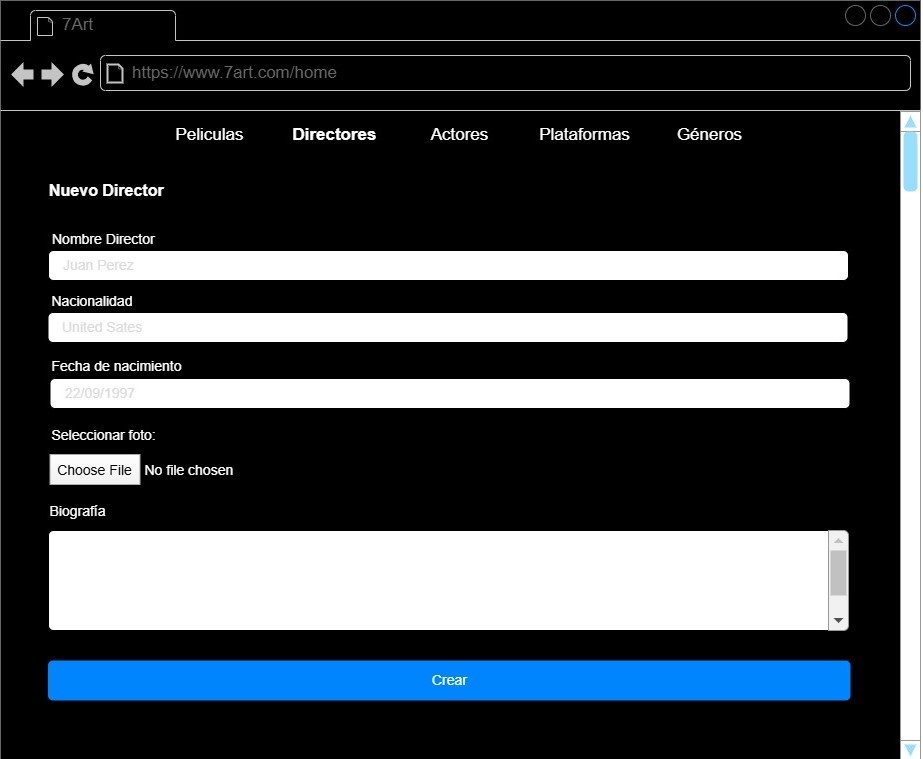 7Art
https://www.7art.com/home
Peliculas Directores Actores Plataformas Géneros
Nuevo Director
Nombre Director
Juan Perez
Nacionalidad
United Sates
Fecha de nacimiento
22/09/1997
Seleccionar foto:
Choose File No file chosen
Biografía
Crear